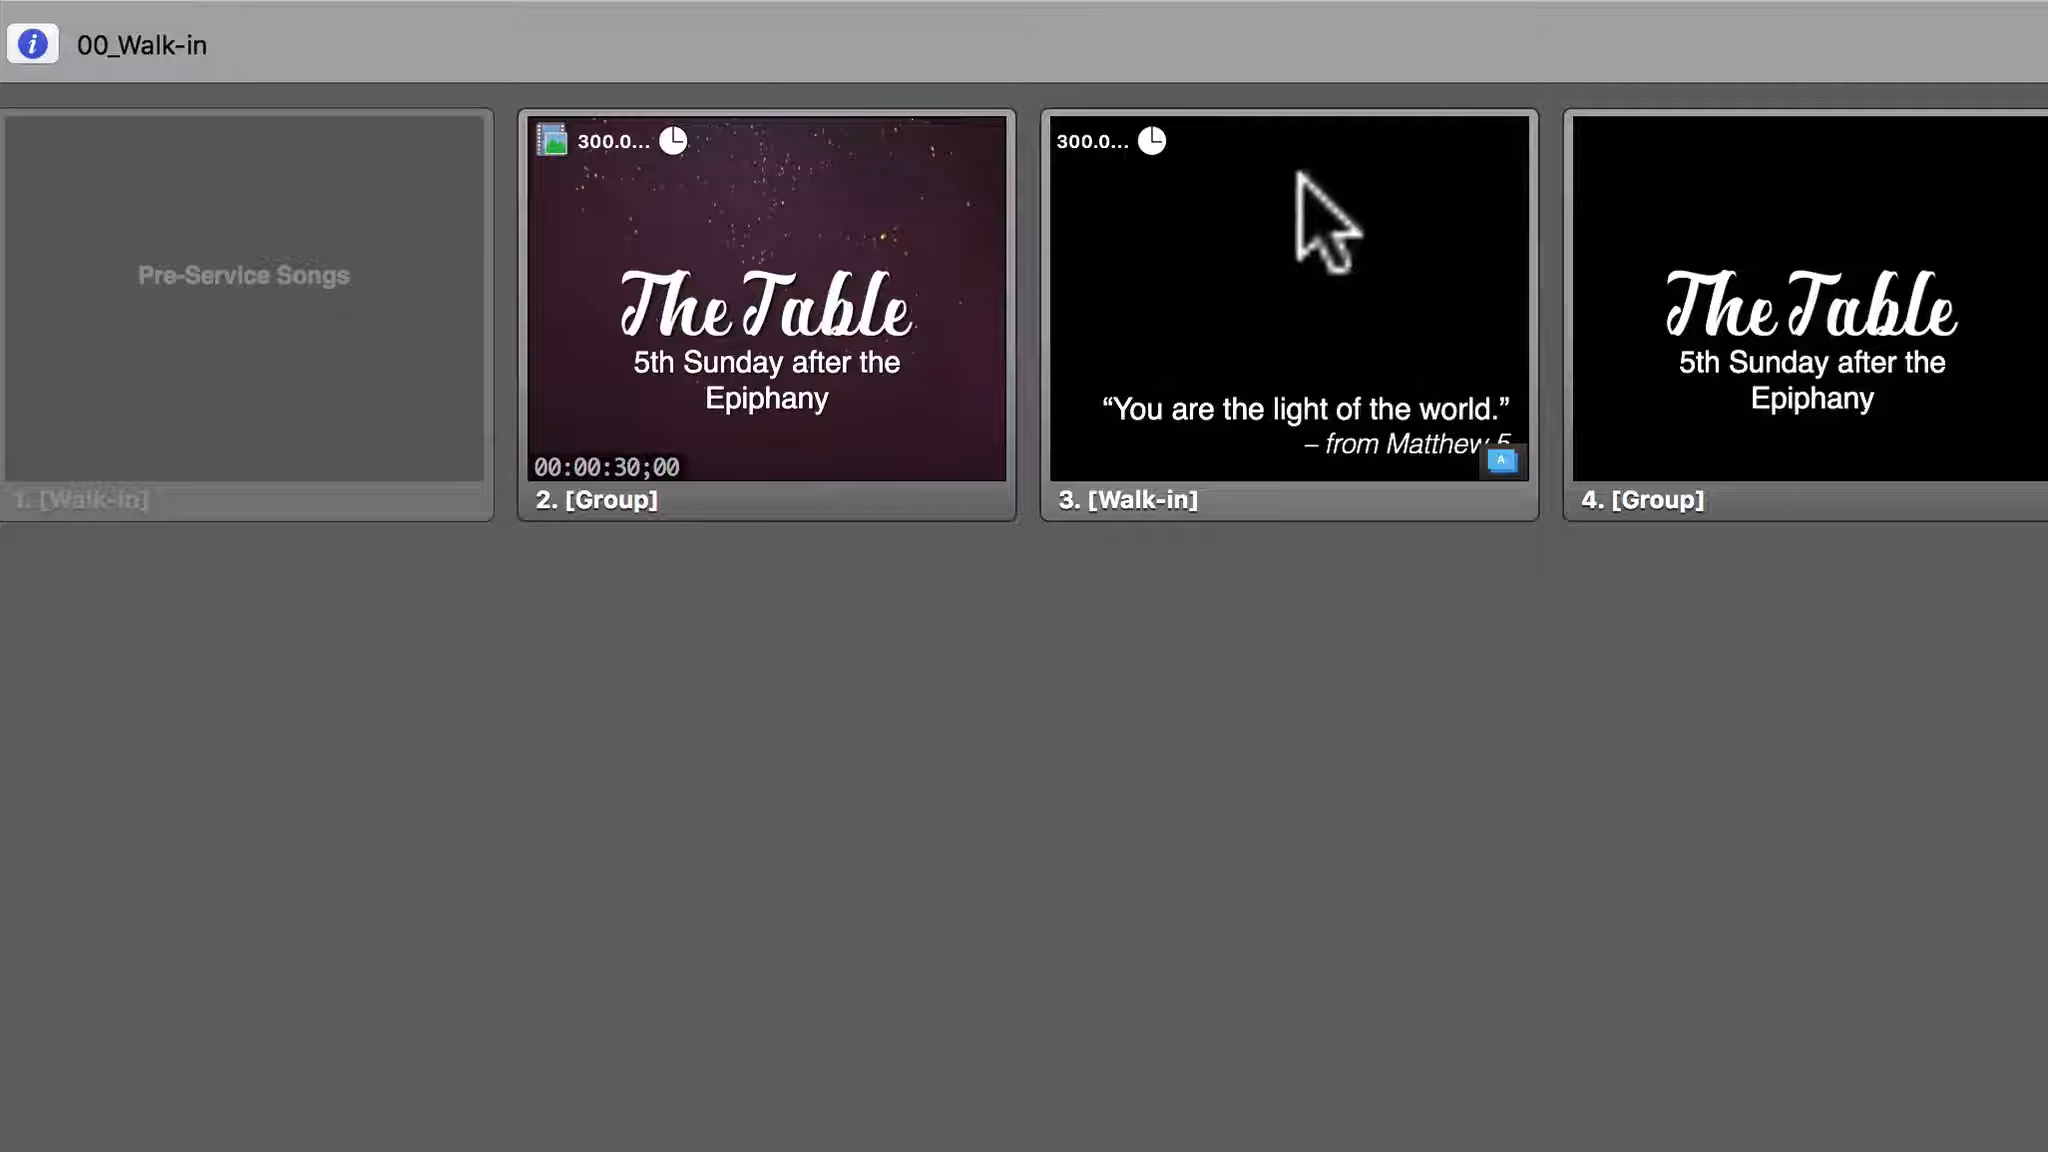 00_Walk-in
Pre-Service Songs
1. [Walk-in]
300.0...
The Table
5th Sunday after the
Epiphany
00:00:30;00
2. [Group]
300.0...
“You are the light of the world.”
– from Matthew 5
A
3. [Walk-in]
The Table
5th Sunday after the
Epiphany
4. [Group]